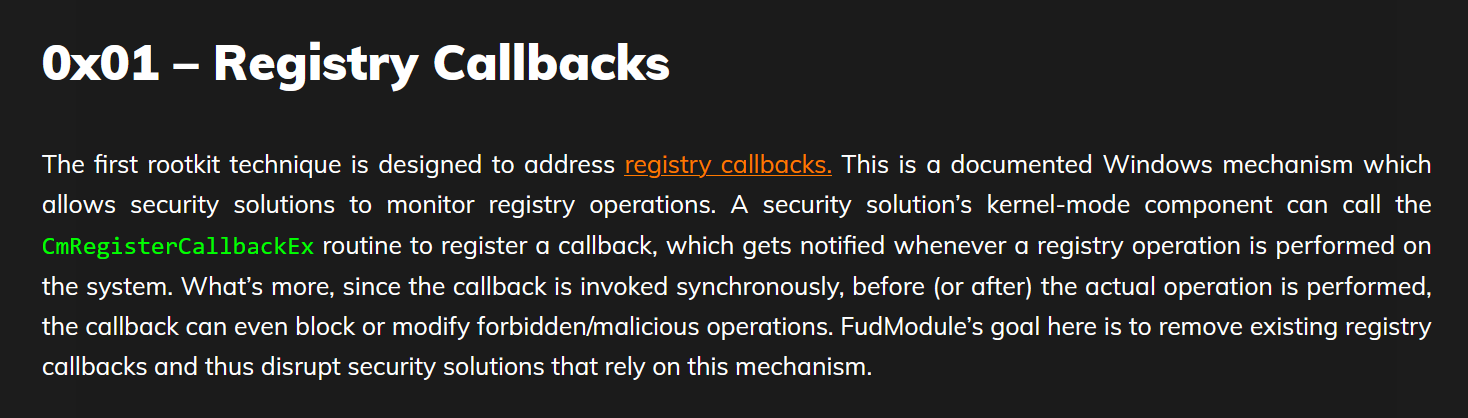 0x01 – Registry Callbacks
The first rootkit technique is designed to address registry callbacks. This is a documented Windows mechanism which
allows security solutions to monitor registry operations. A security solution’s kernel-mode component can call the
CmRegisterCallbackEx routine to register a callback, which gets notified whenever a registry operation is performed on
the system. What’s more, since the callback is invoked synchronously, before (or after) the actual operation is performed,
the callback can even block or modify forbidden/malicious operations. FudModule’s goal here is to remove existing registry
callbacks and thus disrupt security solutions that rely on this mechanism.